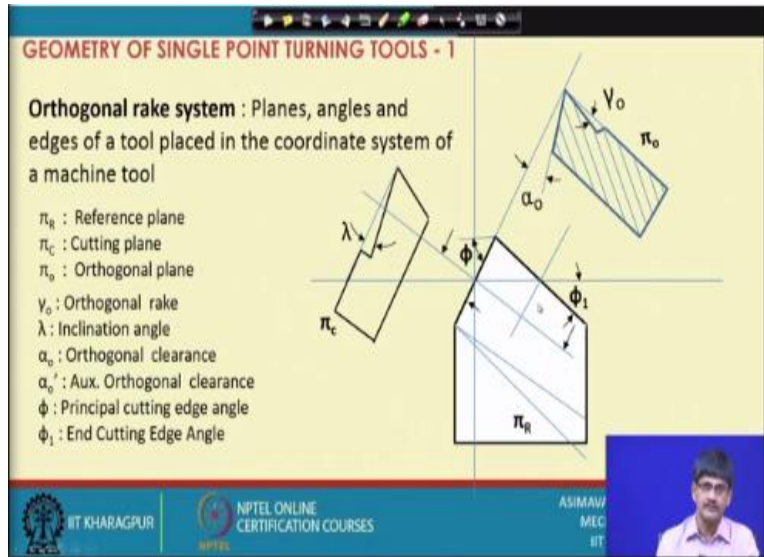 GEOMETRY OF SINGLE POINT TURNING TOOLS - 1
Orthogonal rake system : Planes, angles and
edges of a tool placed in the coordinate system of
a machine tool
π_R : Reference plane
π_C : Cutting plane
π_o : Orthogonal plane
γ_o : Orthogonal rake
λ : Inclination angle
α_o : Orthogonal clearance
α_o' : Aux. Orthogonal clearance
ϕ : Principal cutting edge angle
ϕ_1 : End Cutting Edge Angle
γ_o
π_o
α_o
λ
ϕ
ϕ_1
π_c
π_R
IIT KHARAGPUR
NPTEL
NPTEL ONLINE
CERTIFICATION COURSES
ASIMAVA
MEC
IIT